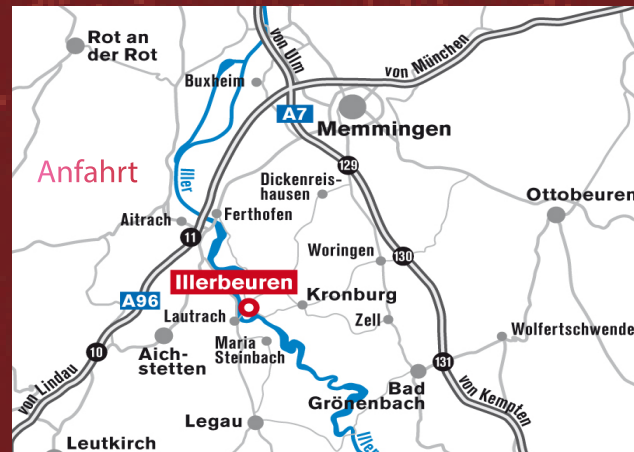 Rot an
der Rot
von Ulm
von München
Buxheim
A7
Memmingen
Anfahrt
Iller
129
Dickenreis-
hausen
Ottobeuren
Aitrach
Ferthofen
11
Woringen
130
Illerbeuren
A96
Kronburg
Lautrach
Zell
Wolfertschwende
Maria
Steinbach
10
Aich-
stetten
131
von Lindau
Bad
Grönenbach
von Kempten
Legau
Iller
Leutkirch